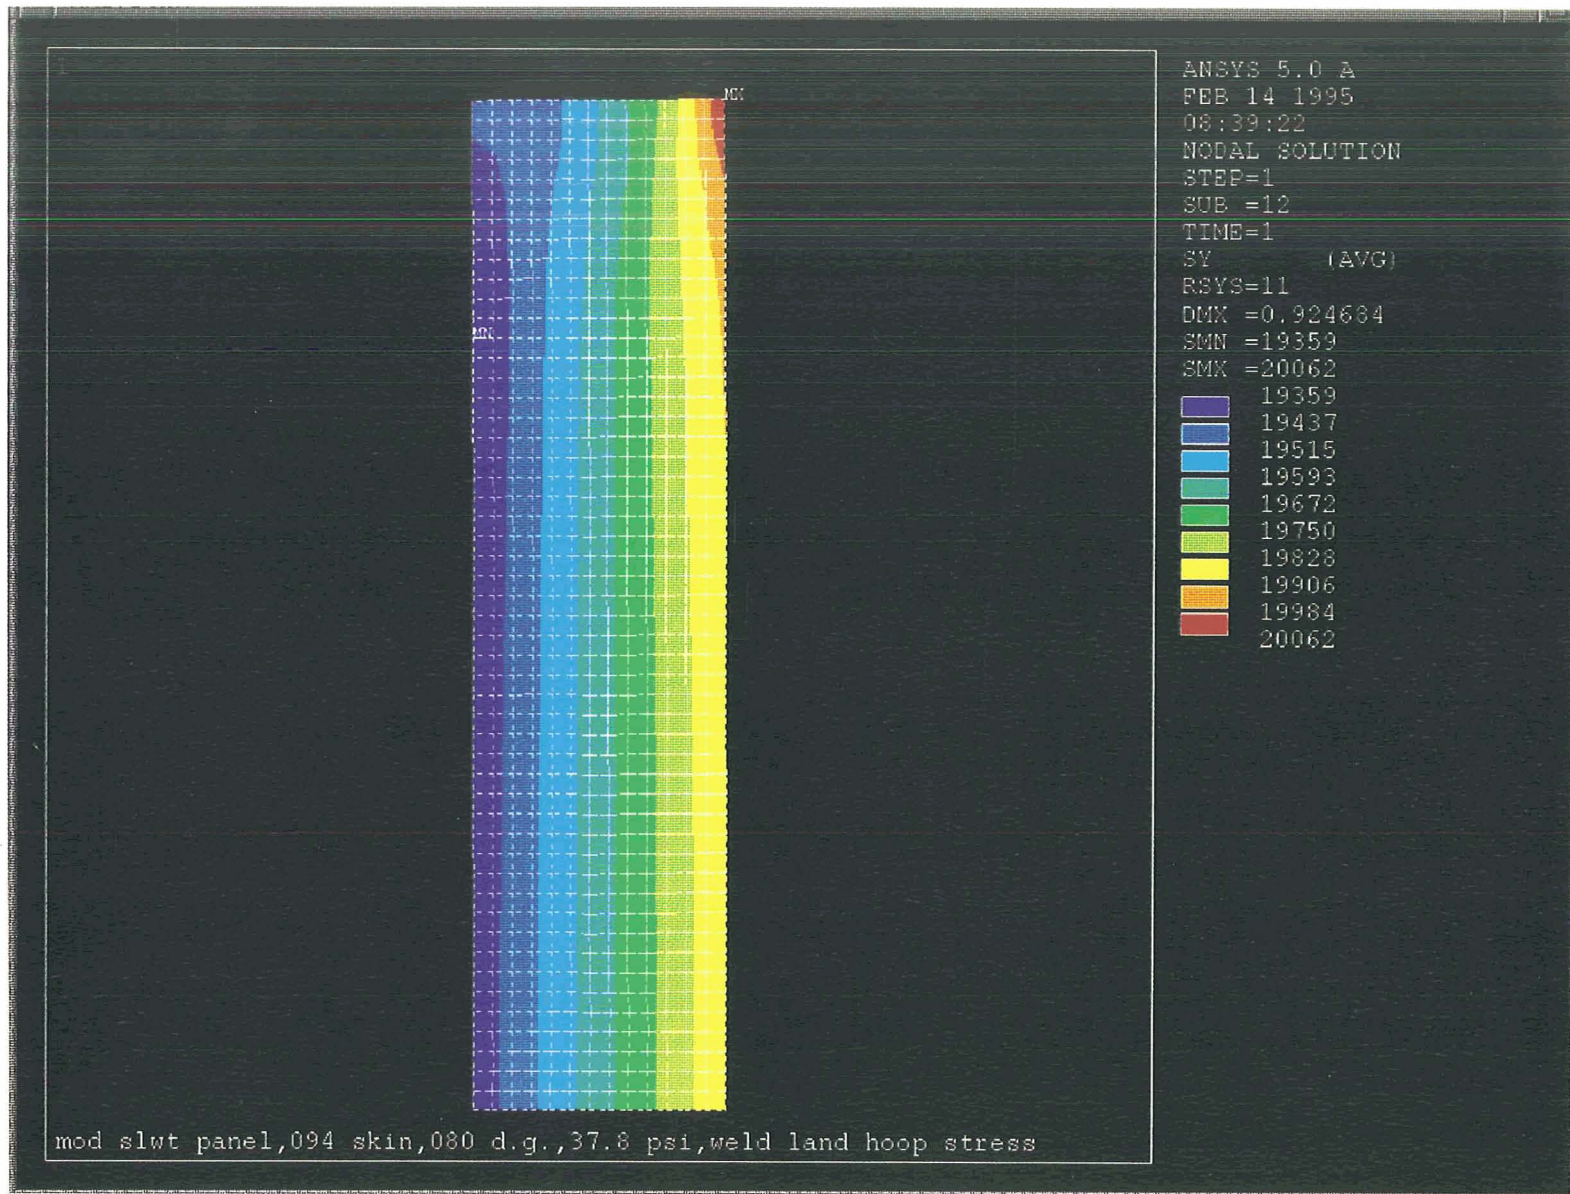 1
MX
MN
ANSYS 5.0 A
FEB 14 1995
08:39:22
NODAL SOLUTION
STEP=1
SUB =12
TIME=1
SY (AVG)
RSYS=11
DMX =0.924684
SMN =19359
SMX =20062
19359
19437
19515
19593
19672
19750
19828
19906
19984
20062
mod slwt panel,094 skin,080 d.g.,37.8 psi,weld land hoop stress